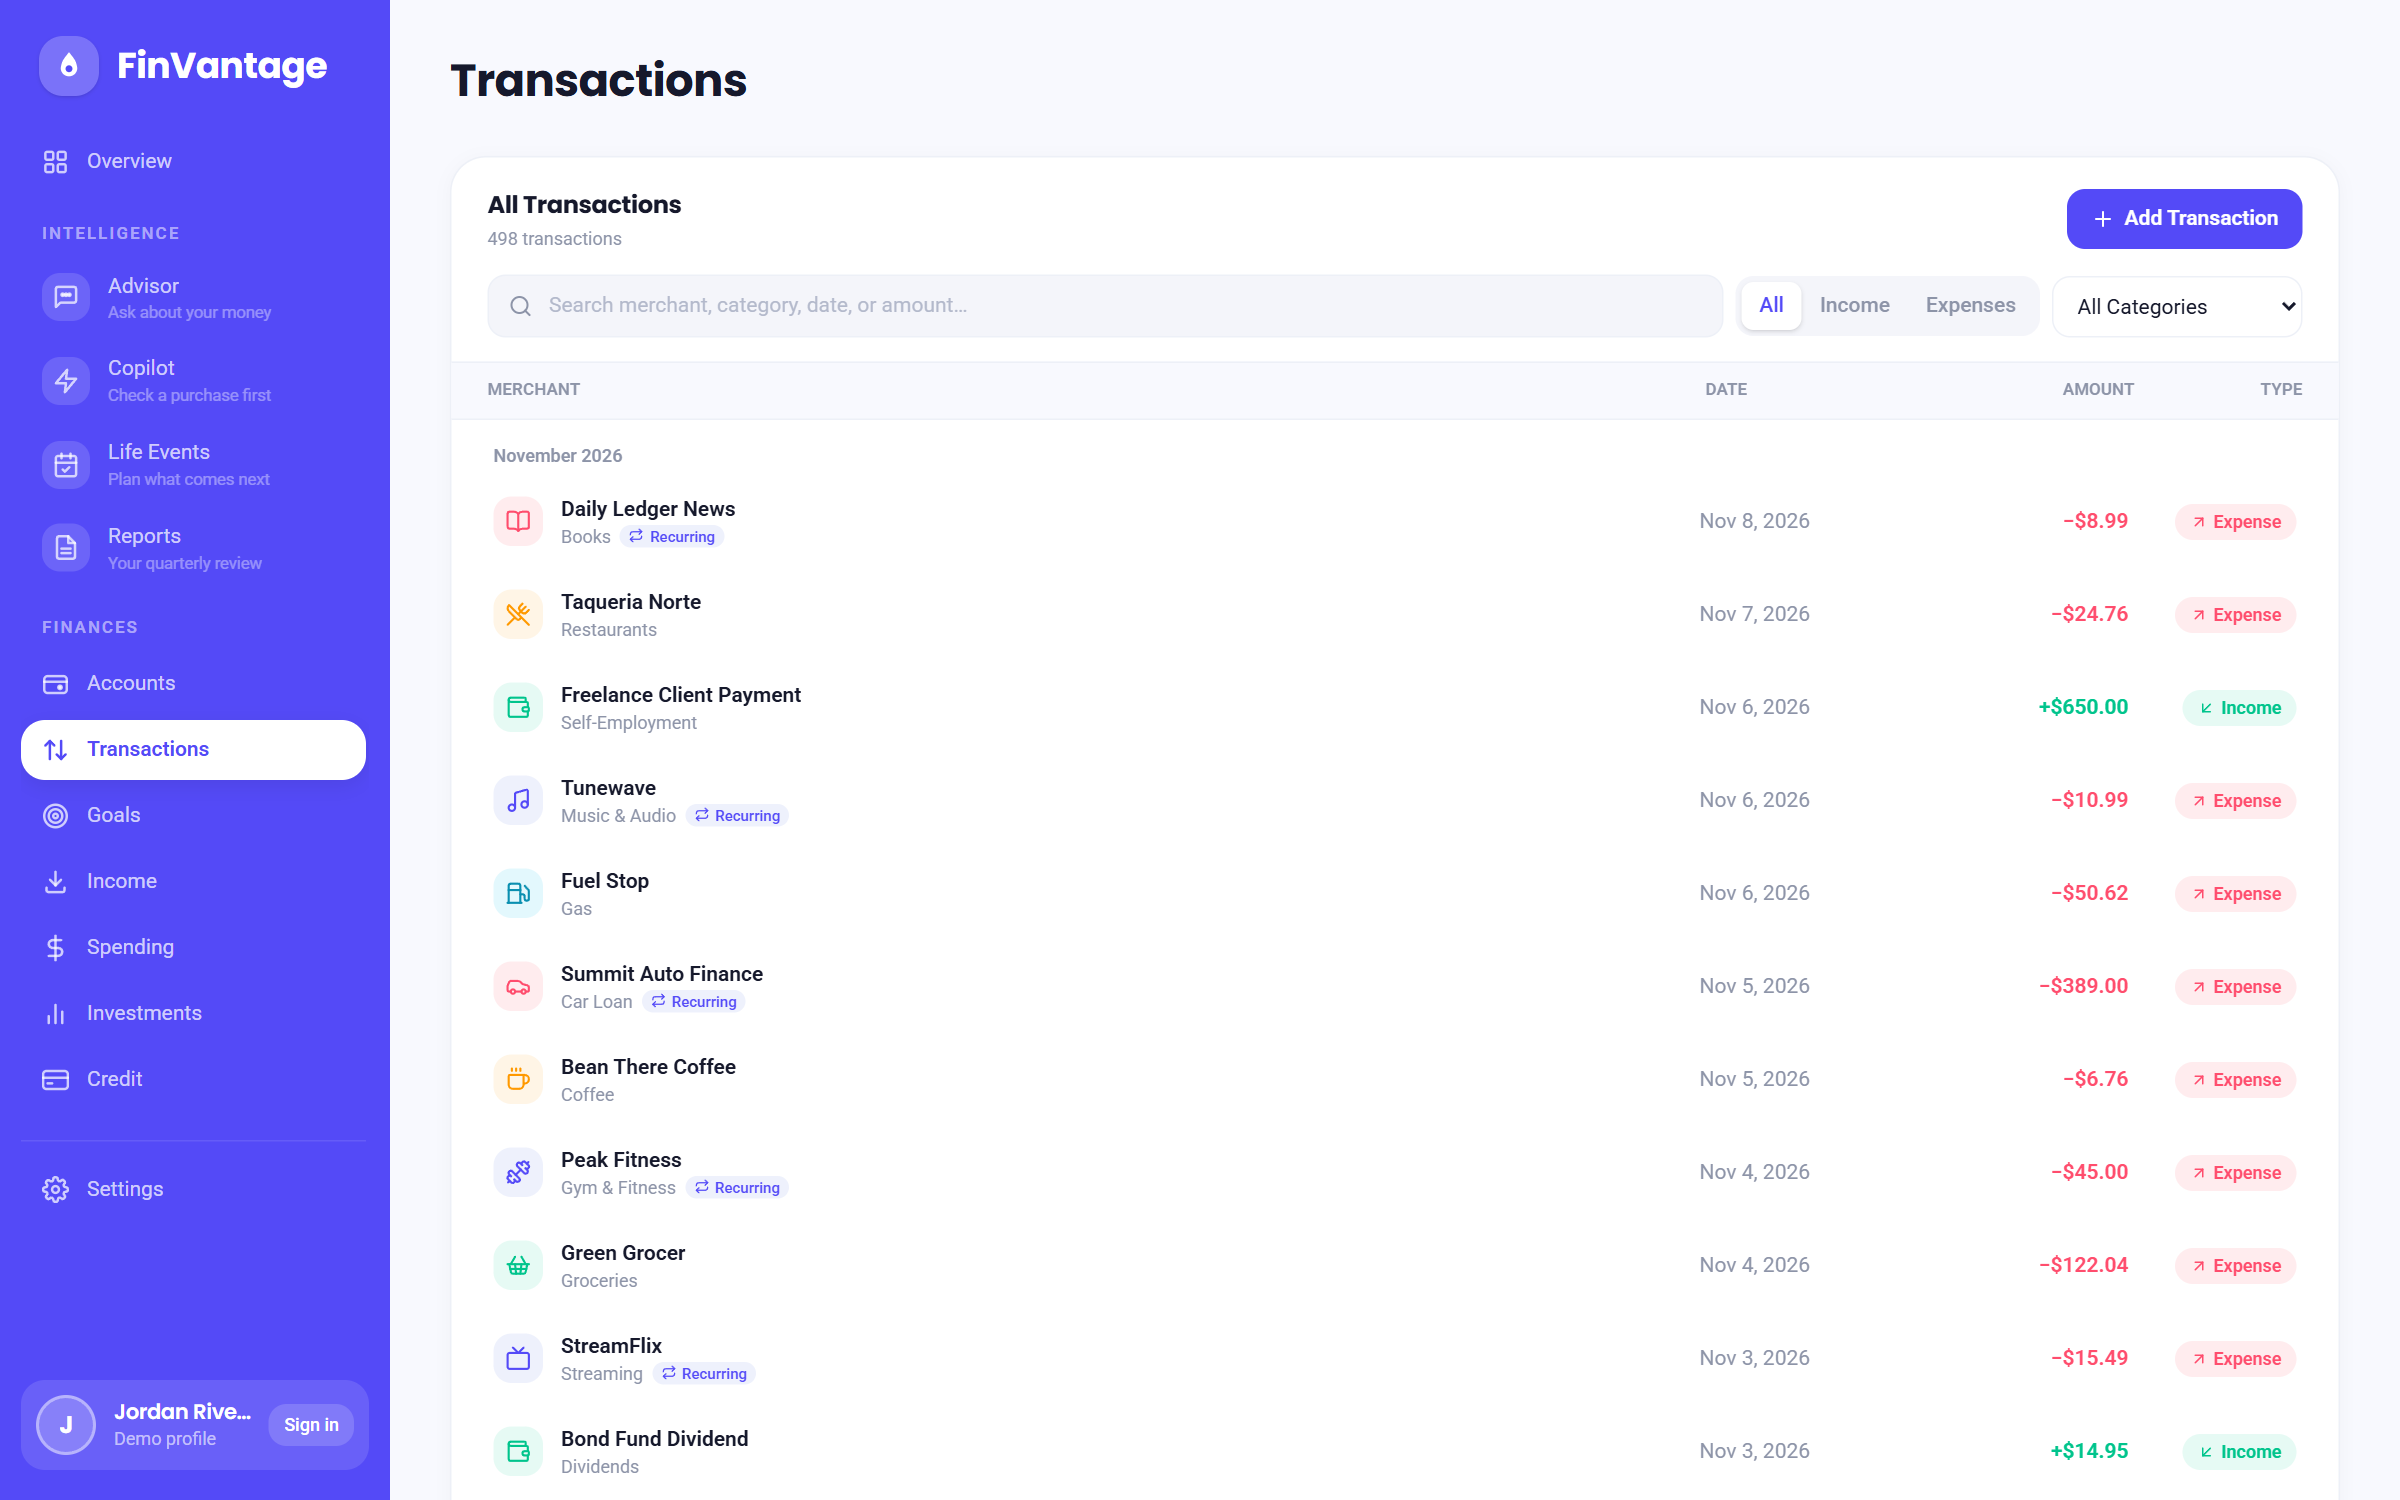 FinVantage
Overview
INTELLIGENCE
Advisor
Ask about your money
Copilot
Check a purchase first
Life Events
Plan what comes next
Reports
Your quarterly review
FINANCES
Accounts
Transactions
Goals
Income
Spending
Investments
Credit
Settings
J
Jordan Rive...
Demo profile
Sign in
Transactions
All Transactions
498 transactions
Add Transaction
Search merchant, category, date, or amount...
All Income Expenses
All Categories
MERCHANT DATE AMOUNT TYPE
November 2026
Daily Ledger News
Books Recurring
Nov 8, 2026 −$8.99 Expense
Taqueria Norte
Restaurants
Nov 7, 2026 −$24.76 Expense
Freelance Client Payment
Self-Employment
Nov 6, 2026 +$650.00 Income
Tunewave
Music & Audio Recurring
Nov 6, 2026 −$10.99 Expense
Fuel Stop
Gas
Nov 6, 2026 −$50.62 Expense
Summit Auto Finance
Car Loan Recurring
Nov 5, 2026 −$389.00 Expense
Bean There Coffee
Coffee
Nov 5, 2026 −$6.76 Expense
Peak Fitness
Gym & Fitness Recurring
Nov 4, 2026 −$45.00 Expense
Green Grocer
Groceries
Nov 4, 2026 −$122.04 Expense
StreamFlix
Streaming Recurring
Nov 3, 2026 −$15.49 Expense
Bond Fund Dividend
Dividends
Nov 3, 2026 +$14.95 Income